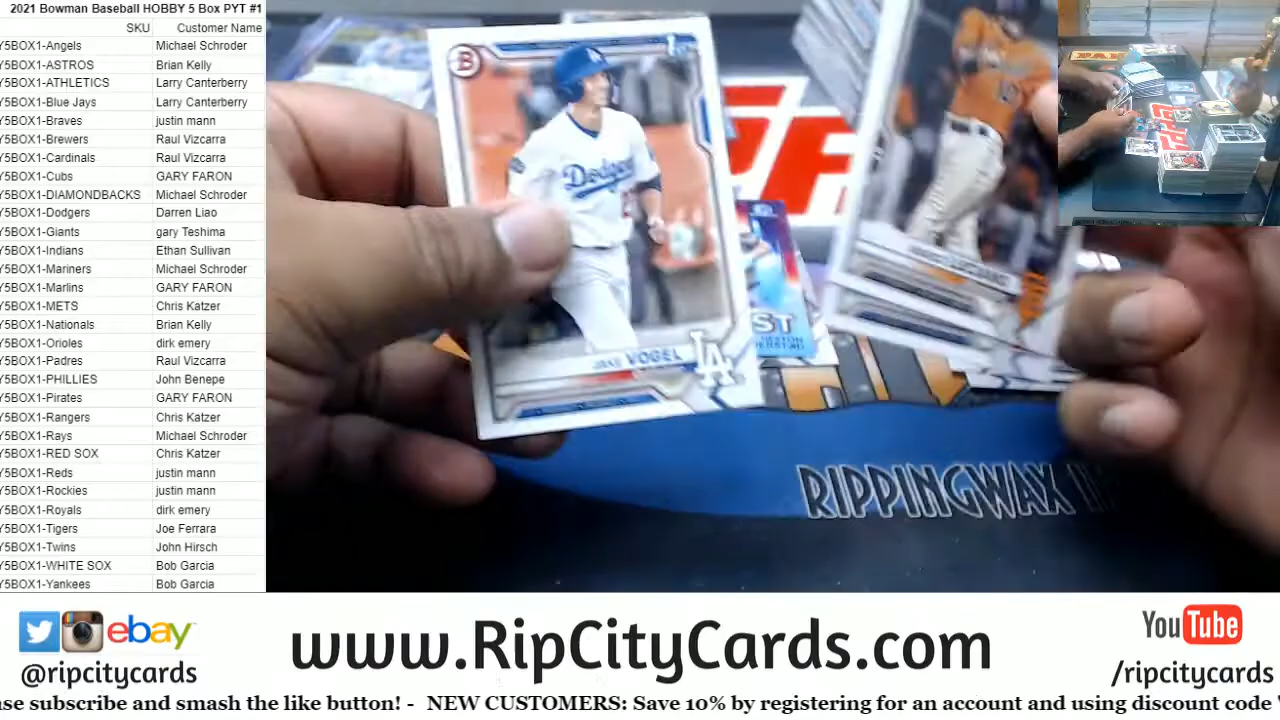 2021 Bowman Baseball HOBBY 5 Box PYT #1
SKU Customer Name
Y5BOX1-Angels Michael Schroder
Y5BOX1-ASTROS Brian Kelly
Y5BOX1-ATHLETICS Larry Canterberry
Y5BOX1-Blue Jays Larry Canterberry
Y5BOX1-Braves justin mann
Y5BOX1-Brewers Raul Vizcarra
Y5BOX1-Cardinals Raul Vizcarra
Y5BOX1-Cubs GARY FARON
Y5BOX1-DIAMONDBACKS Michael Schroder
Y5BOX1-Dodgers Darren Liao
Y5BOX1-Giants gary Teshima
Y5BOX1-Indians Ethan Sullivan
Y5BOX1-Mariners Michael Schroder
Y5BOX1-Marlins GARY FARON
Y5BOX1-METS Chris Katzer
Y5BOX1-Nationals Brian Kelly
Y5BOX1-Orioles dirk emery
Y5BOX1-Padres Raul Vizcarra
Y5BOX1-PHILLIES John Benepe
Y5BOX1-Pirates GARY FARON
Y5BOX1-Rangers Chris Katzer
Y5BOX1-Rays Michael Schroder
Y5BOX1-RED SOX Chris Katzer
Y5BOX1-Reds justin mann
Y5BOX1-Rockies justin mann
Y5BOX1-Royals dirk emery
Y5BOX1-Tigers Joe Ferrara
Y5BOX1-Twins John Hirsch
Y5BOX1-WHITE SOX Bob Garcia
Y5BOX1-Yankees Bob Garcia
B
1st
Dodgers
VOGEL
LA
ST
RIPPINGWAX
ebay
@ripcitycards
www.RipCityCards.com
YouTube
/ripcitycards
se subscribe and smash the like button! - NEW CUSTOMERS: Save 10% by registering for an account and using discount code